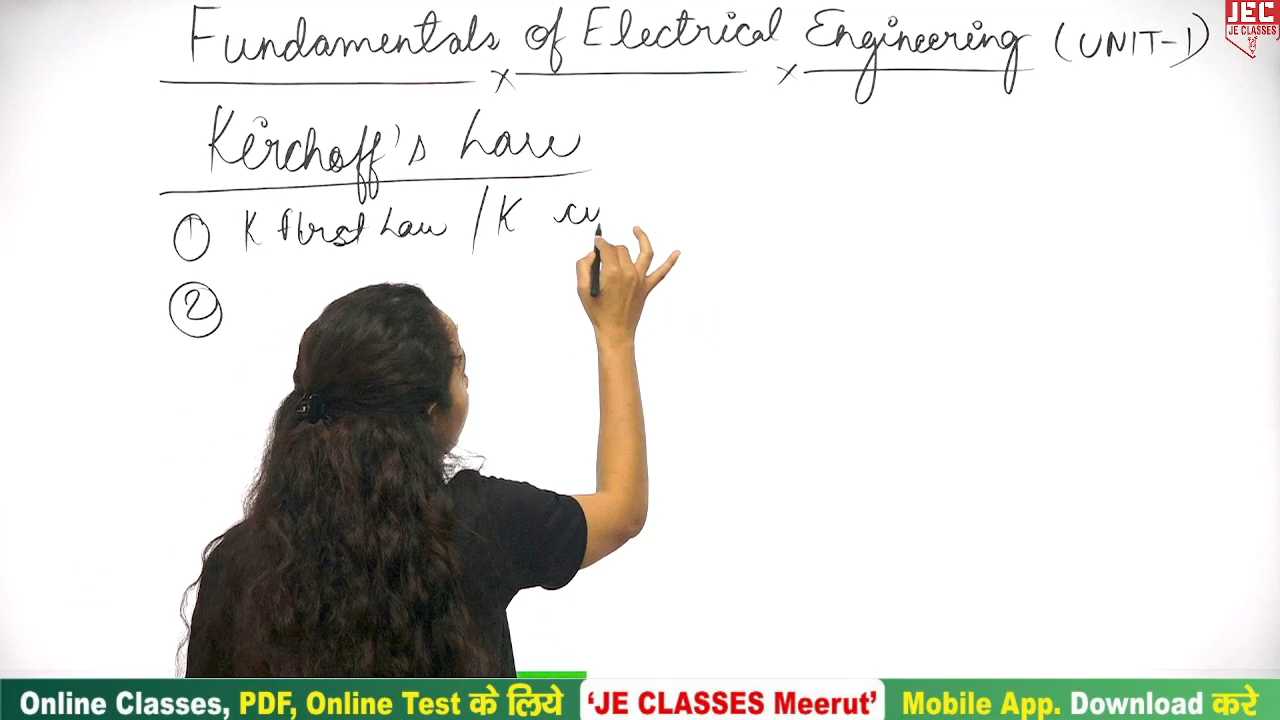 Fundamentals of Electrical Engineering (UNIT-1)
JEC
JE CLASSES
Kirchoff's Law
① K first Law / K cu
②
Online Classes, PDF, Online Test के लिये 'JE CLASSES Meerut' Mobile App. Download करे